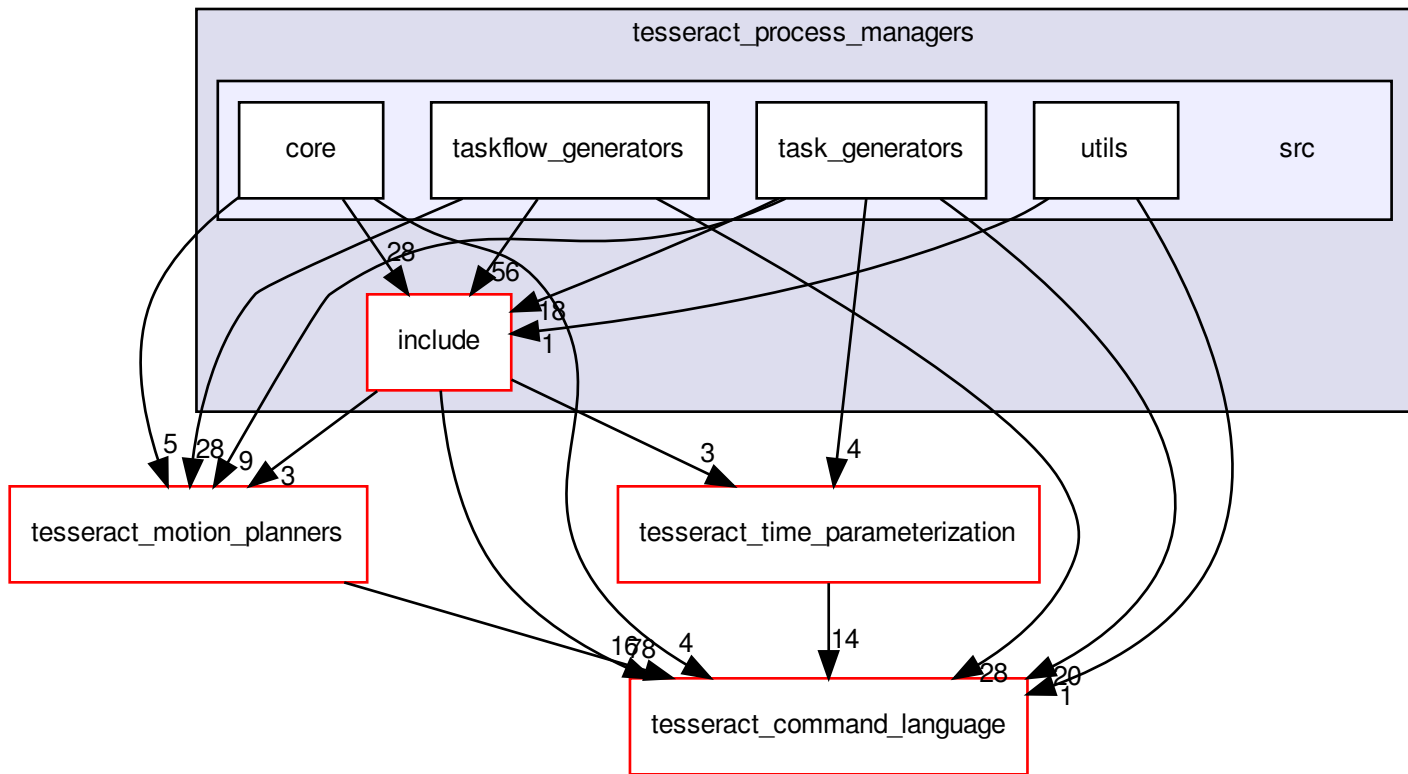 tesseract_process_managers
core
taskflow_generators
task_generators
utils
src
28
56
18
1
include
5
28
9
3
3
4
tesseract_motion_planners
tesseract_time_parameterization
16
78
4
14
28
20
1
tesseract_command_language